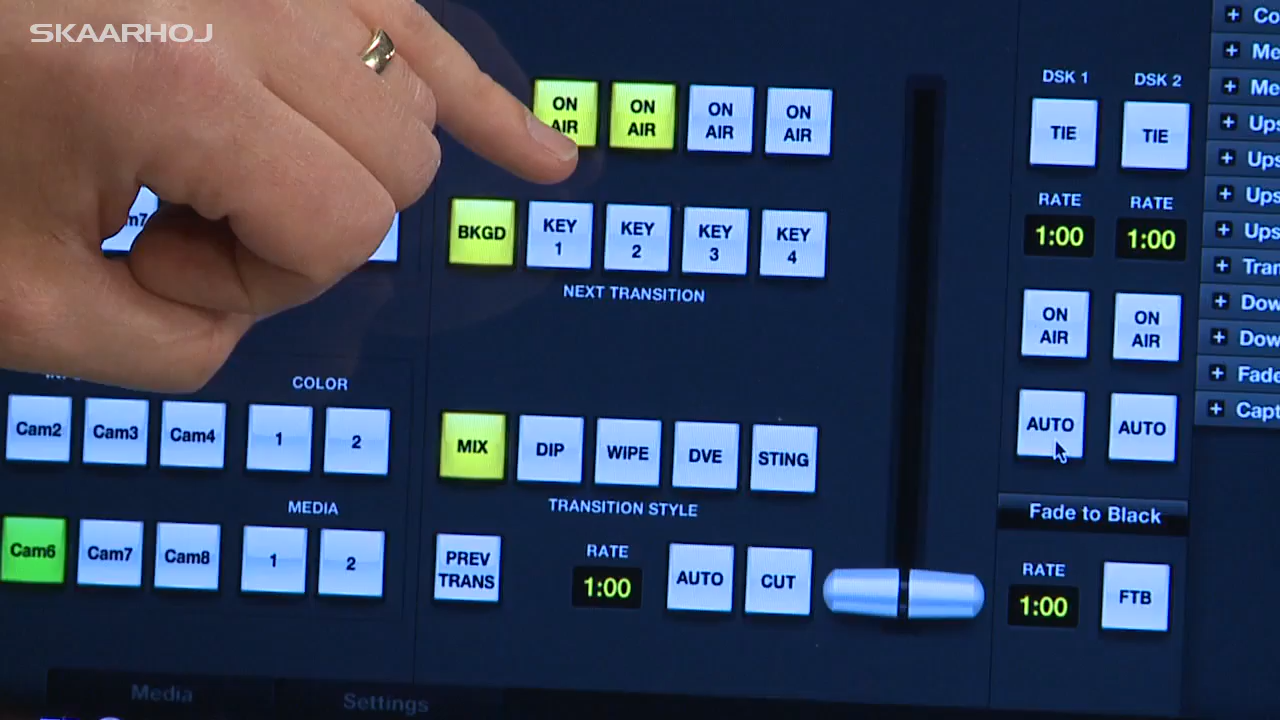 SKAARHOJ
ON AIR
ON AIR
ON AIR
ON AIR
DSK 1
DSK 2
TIE
TIE
RATE
RATE
1:00
1:00
ON AIR
ON AIR
AUTO
AUTO
BKGD
KEY 1
KEY 2
KEY 3
KEY 4
NEXT TRANSITION
COLOR
Cam2
Cam3
Cam4
1
2
MIX
DIP
WIPE
DVE
STING
TRANSITION STYLE
MEDIA
Cam6
Cam7
Cam8
1
2
PREV TRANS
RATE
1:00
AUTO
CUT
Fade to Black
RATE
1:00
FTB
+ Co
+ Me
+ Me
+ Ups
+ Ups
+ Ups
+ Ups
+ Tran
+ Dow
+ Dow
+ Fade
+ Capt
Media
Settings